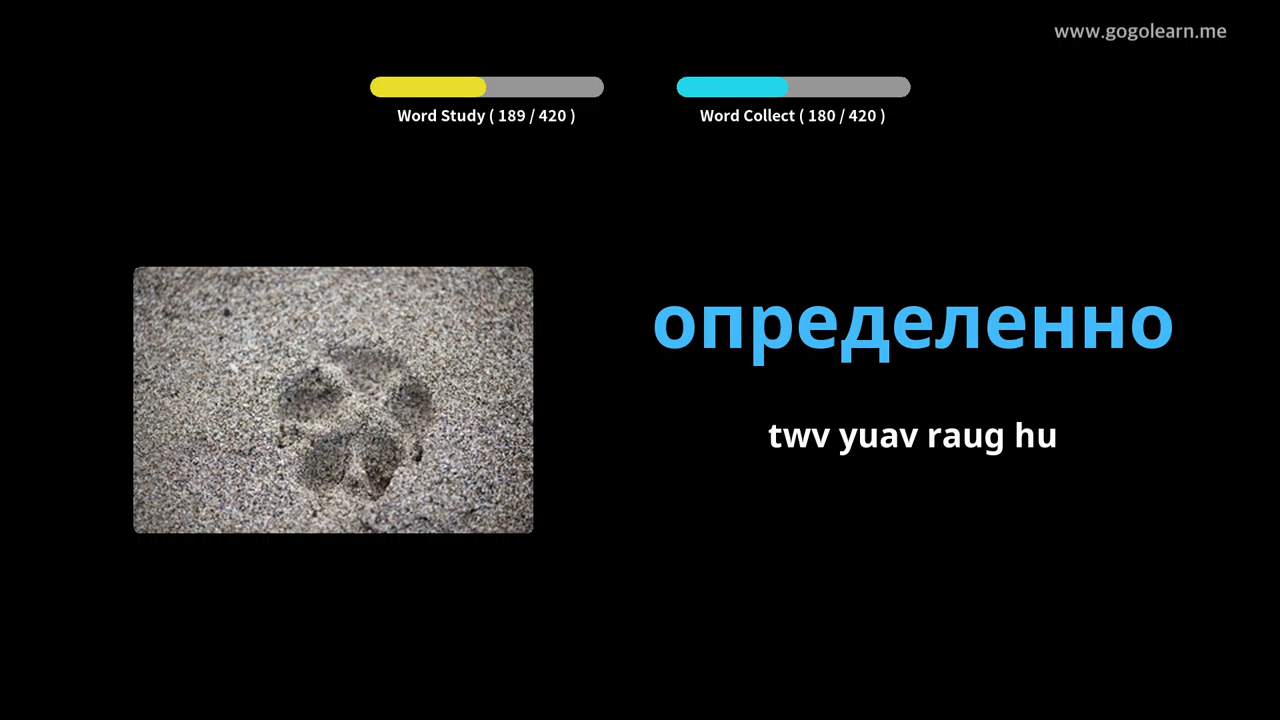 www.gogolearn.me
Word Study ( 189 / 420 )
Word Collect ( 180 / 420 )
определенно
twv yuav raug hu